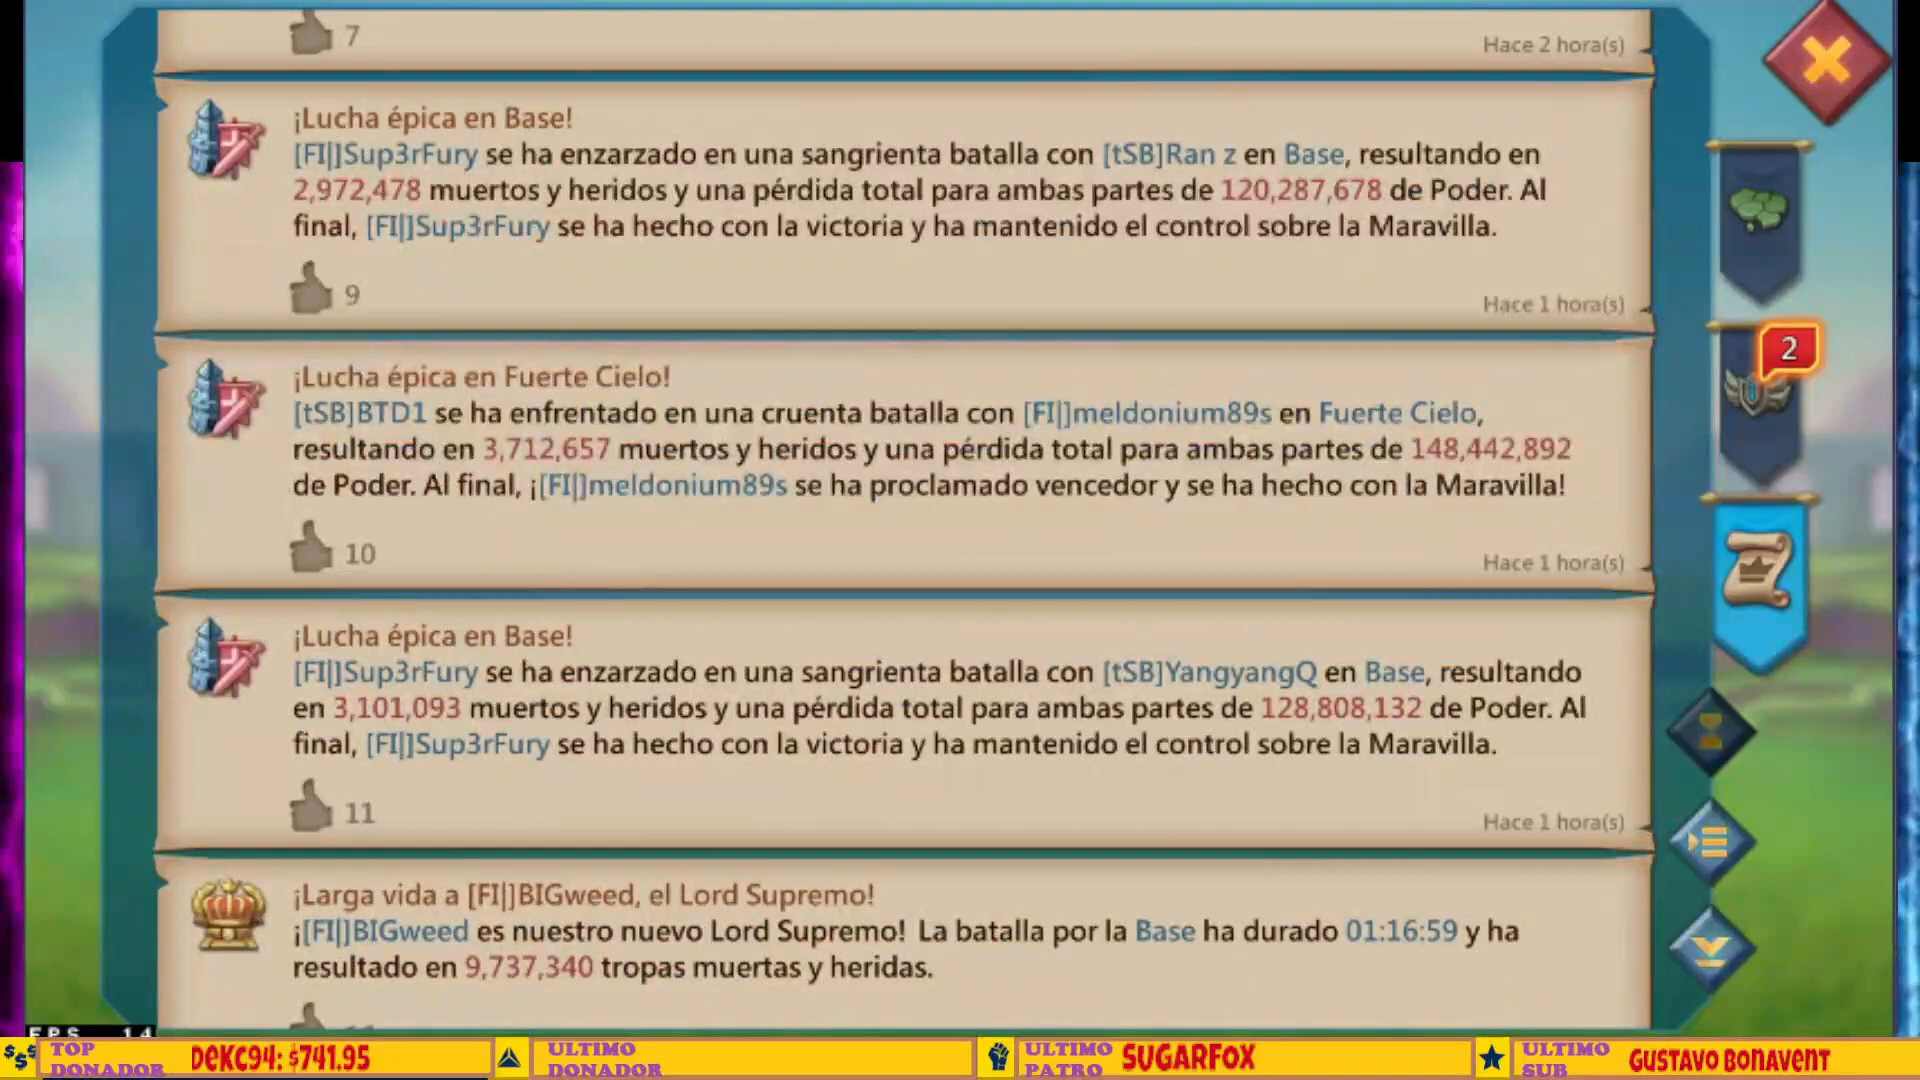 7
Hace 2 hora(s)
¡Lucha épica en Base!
[FI|]Sup3rFury se ha enzarzado en una sangrienta batalla con [tSB]Ran z en Base, resultando en
2,972,478 muertos y heridos y una pérdida total para ambas partes de 120,287,678 de Poder. Al
final, [FI|]Sup3rFury se ha hecho con la victoria y ha mantenido el control sobre la Maravilla.
9
Hace 1 hora(s)
¡Lucha épica en Fuerte Cielo!
[tSB]BTD1 se ha enfrentado en una cruenta batalla con [FI|]meldonium89s en Fuerte Cielo,
resultando en 3,712,657 muertos y heridos y una pérdida total para ambas partes de 148,442,892
de Poder. Al final, ¡[FI|]meldonium89s se ha proclamado vencedor y se ha hecho con la Maravilla!
10
Hace 1 hora(s)
¡Lucha épica en Base!
[FI|]Sup3rFury se ha enzarzado en una sangrienta batalla con [tSB]YangyangQ en Base, resultando
en 3,101,093 muertos y heridos y una pérdida total para ambas partes de 128,808,132 de Poder. Al
final, [FI|]Sup3rFury se ha hecho con la victoria y ha mantenido el control sobre la Maravilla.
11
Hace 1 hora(s)
¡Larga vida a [FI|]BIGweed, el Lord Supremo!
¡[FI|]BIGweed es nuestro nuevo Lord Supremo! La batalla por la Base ha durado 01:16:59 y ha
resultado en 9,737,340 tropas muertas y heridas.
2
FPS 14
$$$ TOP DONADOR DeKC94: $741.95
ULTIMO DONADOR
ULTIMO PATRO SUGARFOX
ULTIMO SUB GUSTAVO BONAVENT